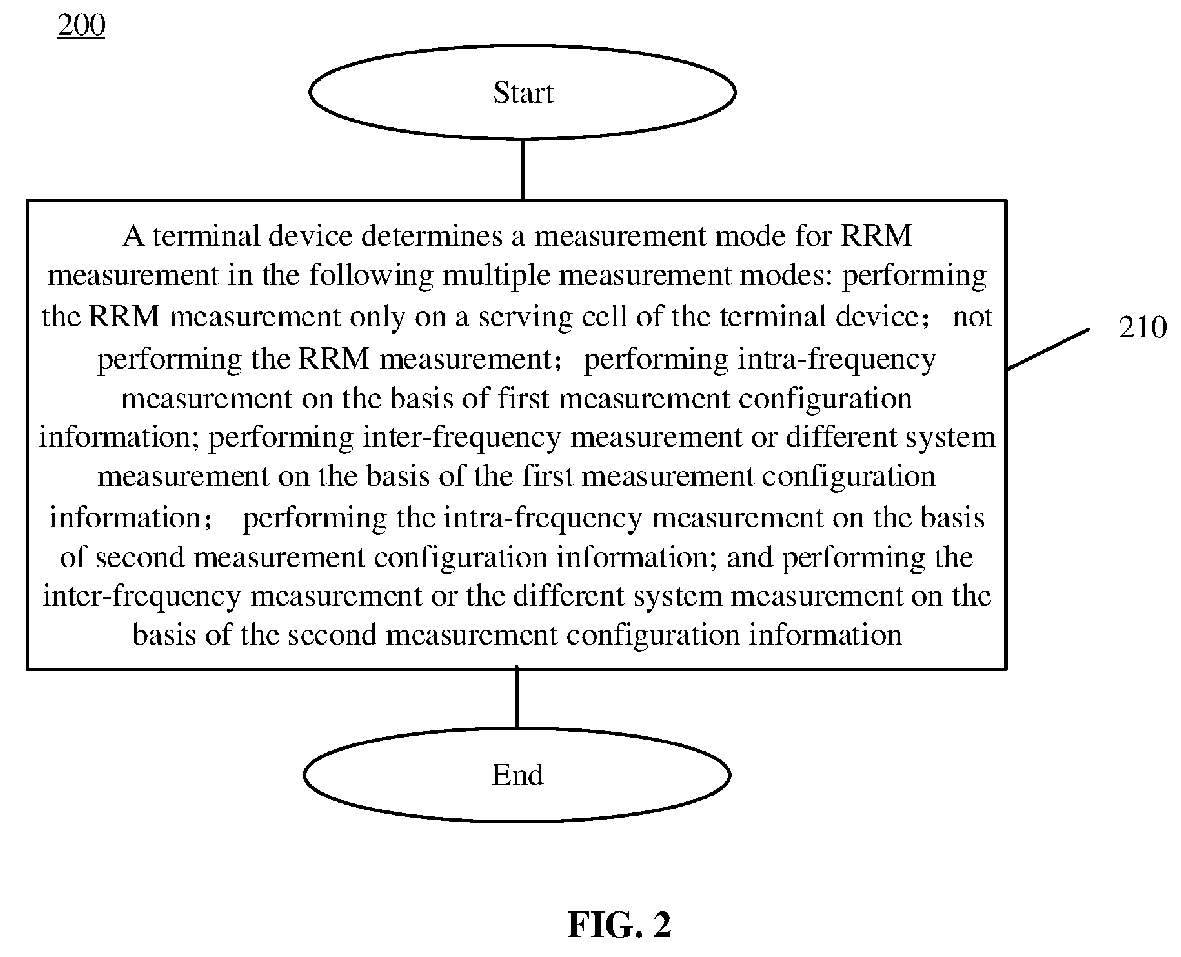 200
Start
A terminal device determines a measurement mode for RRM
measurement in the following multiple measurement modes: performing
the RRM measurement only on a serving cell of the terminal device； not
performing the RRM measurement；performing intra-frequency
measurement on the basis of first measurement configuration
information; performing inter-frequency measurement or different system
measurement on the basis of the first measurement configuration
information； performing the intra-frequency measurement on the basis
of second measurement configuration information; and performing the
inter-frequency measurement or the different system measurement on the
basis of the second measurement configuration information
210
End
FIG. 2